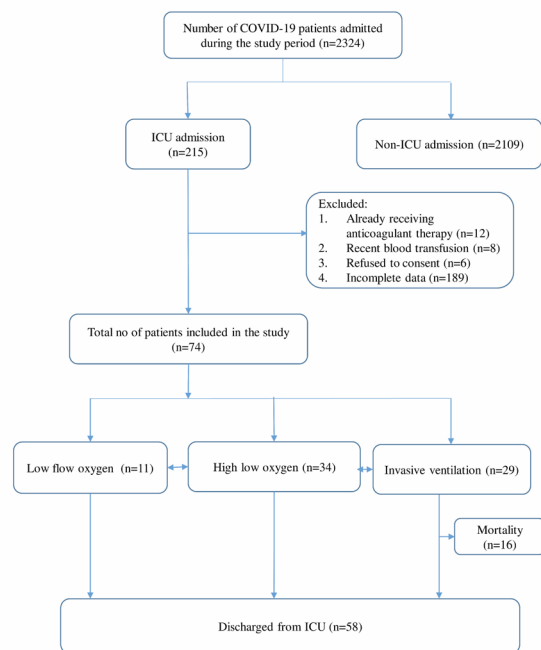 Number of COVID-19 patients admitted
during the study period (n=2324)
ICU admission
(n=215)
Non-ICU admission (n=2109)
Excluded:
1. Already receiving
anticoagulant therapy (n=12)
2. Recent blood transfusion (n=8)
3. Refused to consent (n=6)
4. Incomplete data (n=189)
Total no of patients included in the study
(n=74)
Low flow oxygen (n=11)
High low oxygen (n=34)
Invasive ventilation (n=29)
Mortality
(n=16)
Discharged from ICU (n=58)